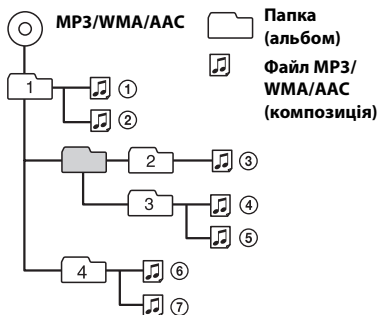 MP3/WMA/AAC
Папка
(альбом)
Файл MP3/
WMA/AAC
(композиція)
1
①
②
2
③
3
④
⑤
4
⑥
⑦